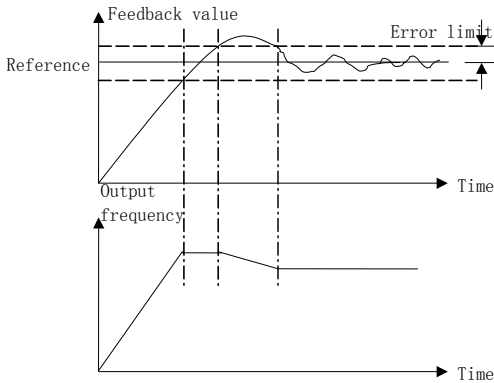 Feedback value
Error limit
Reference
Time
Output
frequency
Time